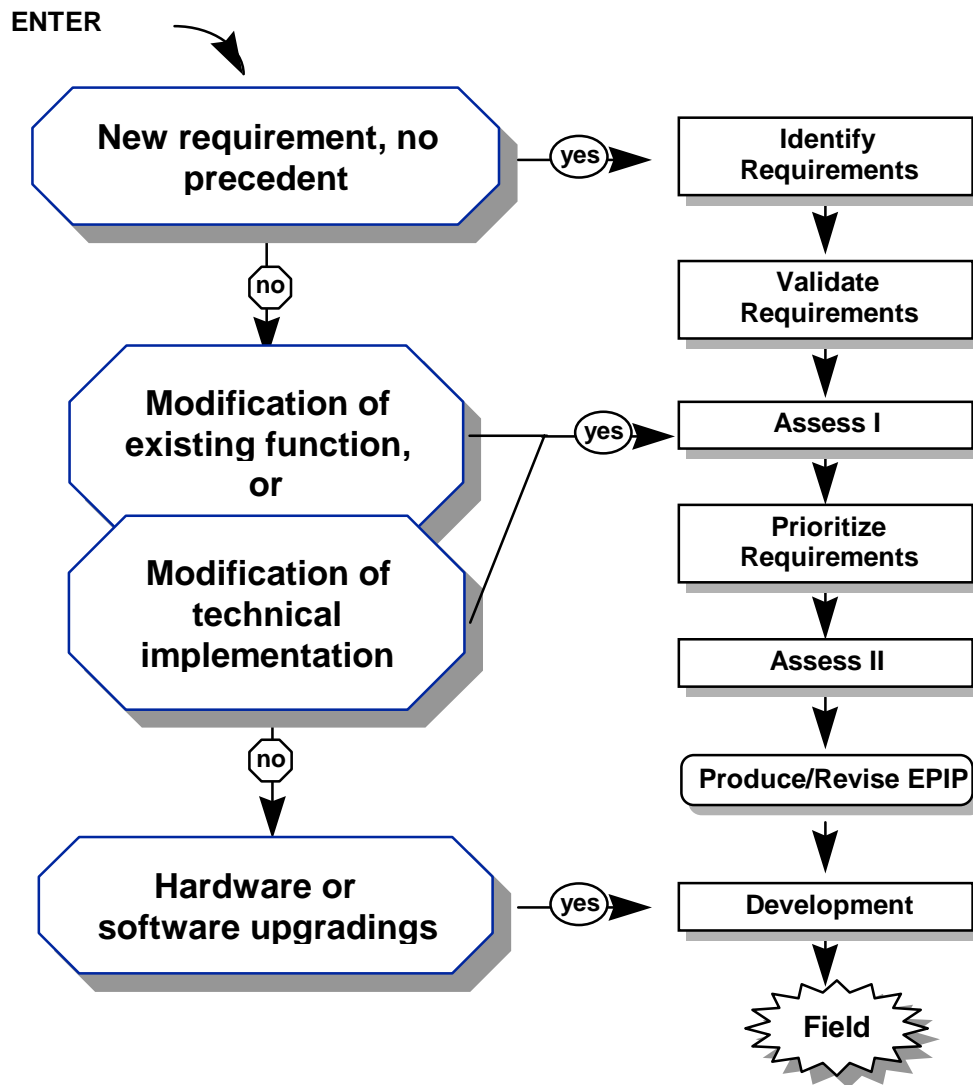 ENTER
New requirement, no
precedent
yes
Identify
Requirements
no
Validate
Requirements
Modification of
existing function,
or
yes
Assess I
Prioritize
Requirements
Modification of
technical
implementation
Assess II
no
Produce/Revise EPIP
Hardware or
software upgradings
yes
Development
Field